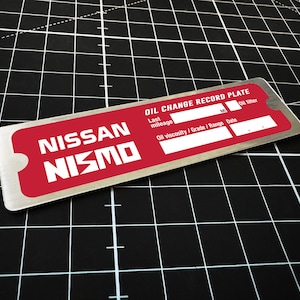 NISSAN
NISMO
OIL CHANGE RECORD PLATE
Last
mileage
Oil filter
Oil viscosity / Grade / Range
Date